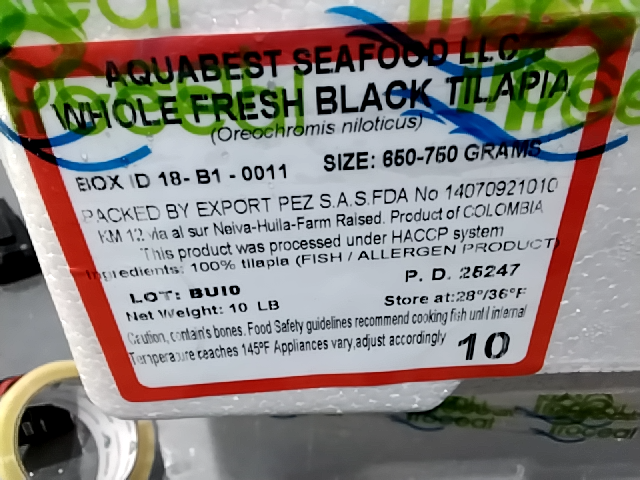 AQUABEST SEAFOOD LLC
WHOLE FRESH BLACK TILAPIA
(Oreochromis niloticus)
BIOX ID 18-B1-0011 SIZE: 650-750 GRAMS
PACKED BY EXPORT PEZ S.A.S. FDA No 14070921010
KM 12 via al sur Neiva-Huila-Farm Raised. Product of COLOMBIA
This product was processed under HACCP system
Ingredients: 100% tilapia (FISH / ALLERGEN PRODUCT)
P. D. 25247
LOT: BU10
Store at:28°/36°F
Net Weight: 10 LB
Caution, contain's bones. Food Safety guidelines recommend cooking fish until internal
Temperature reaches 145°F Appliances vary, adjust accordingly
10